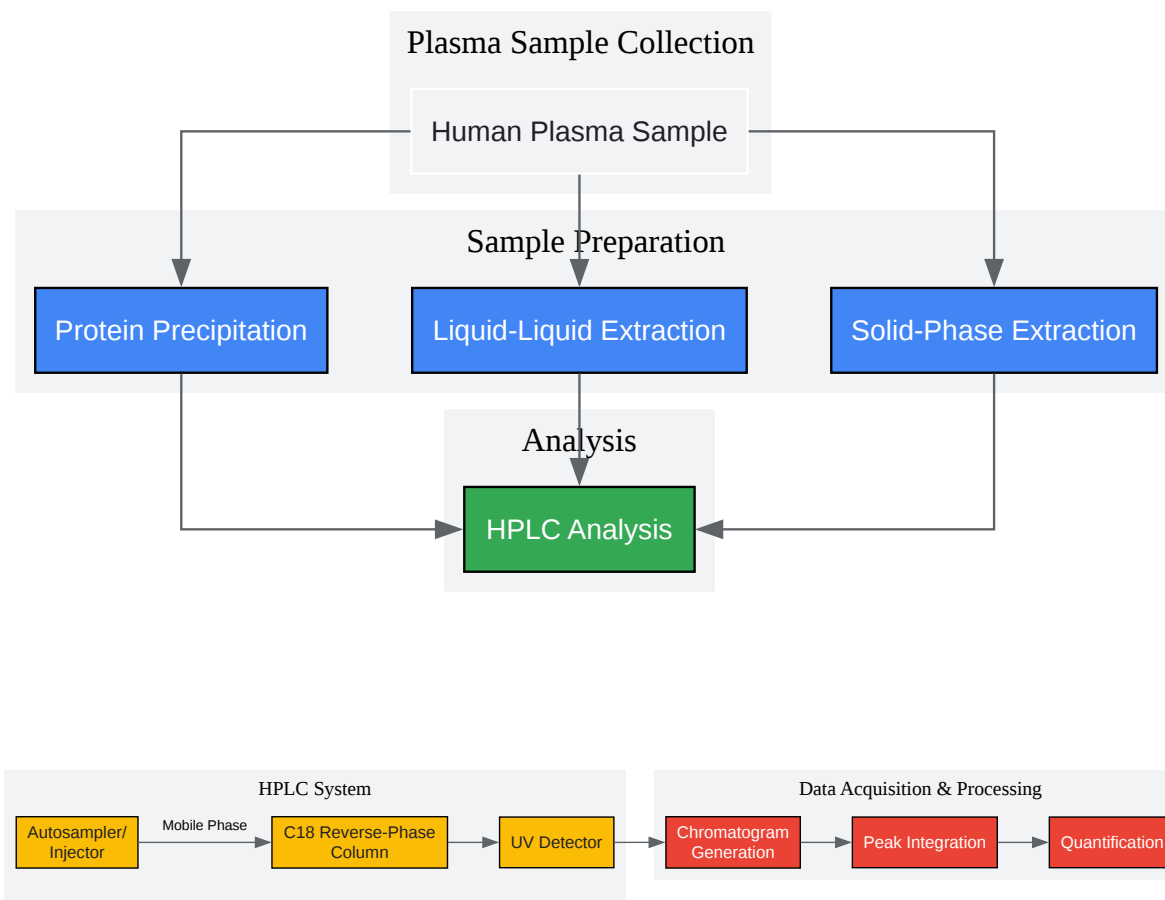 Plasma Sample Collection
Human Plasma Sample
Sample Preparation
Protein Precipitation
Liquid-Liquid Extraction
Solid-Phase Extraction
Analysis
HPLC Analysis
HPLC System
Autosampler/
Injector
Mobile Phase
C18 Reverse-Phase
Column
UV Detector
Data Acquisition & Processing
Chromatogram
Generation
Peak Integration
Quantification